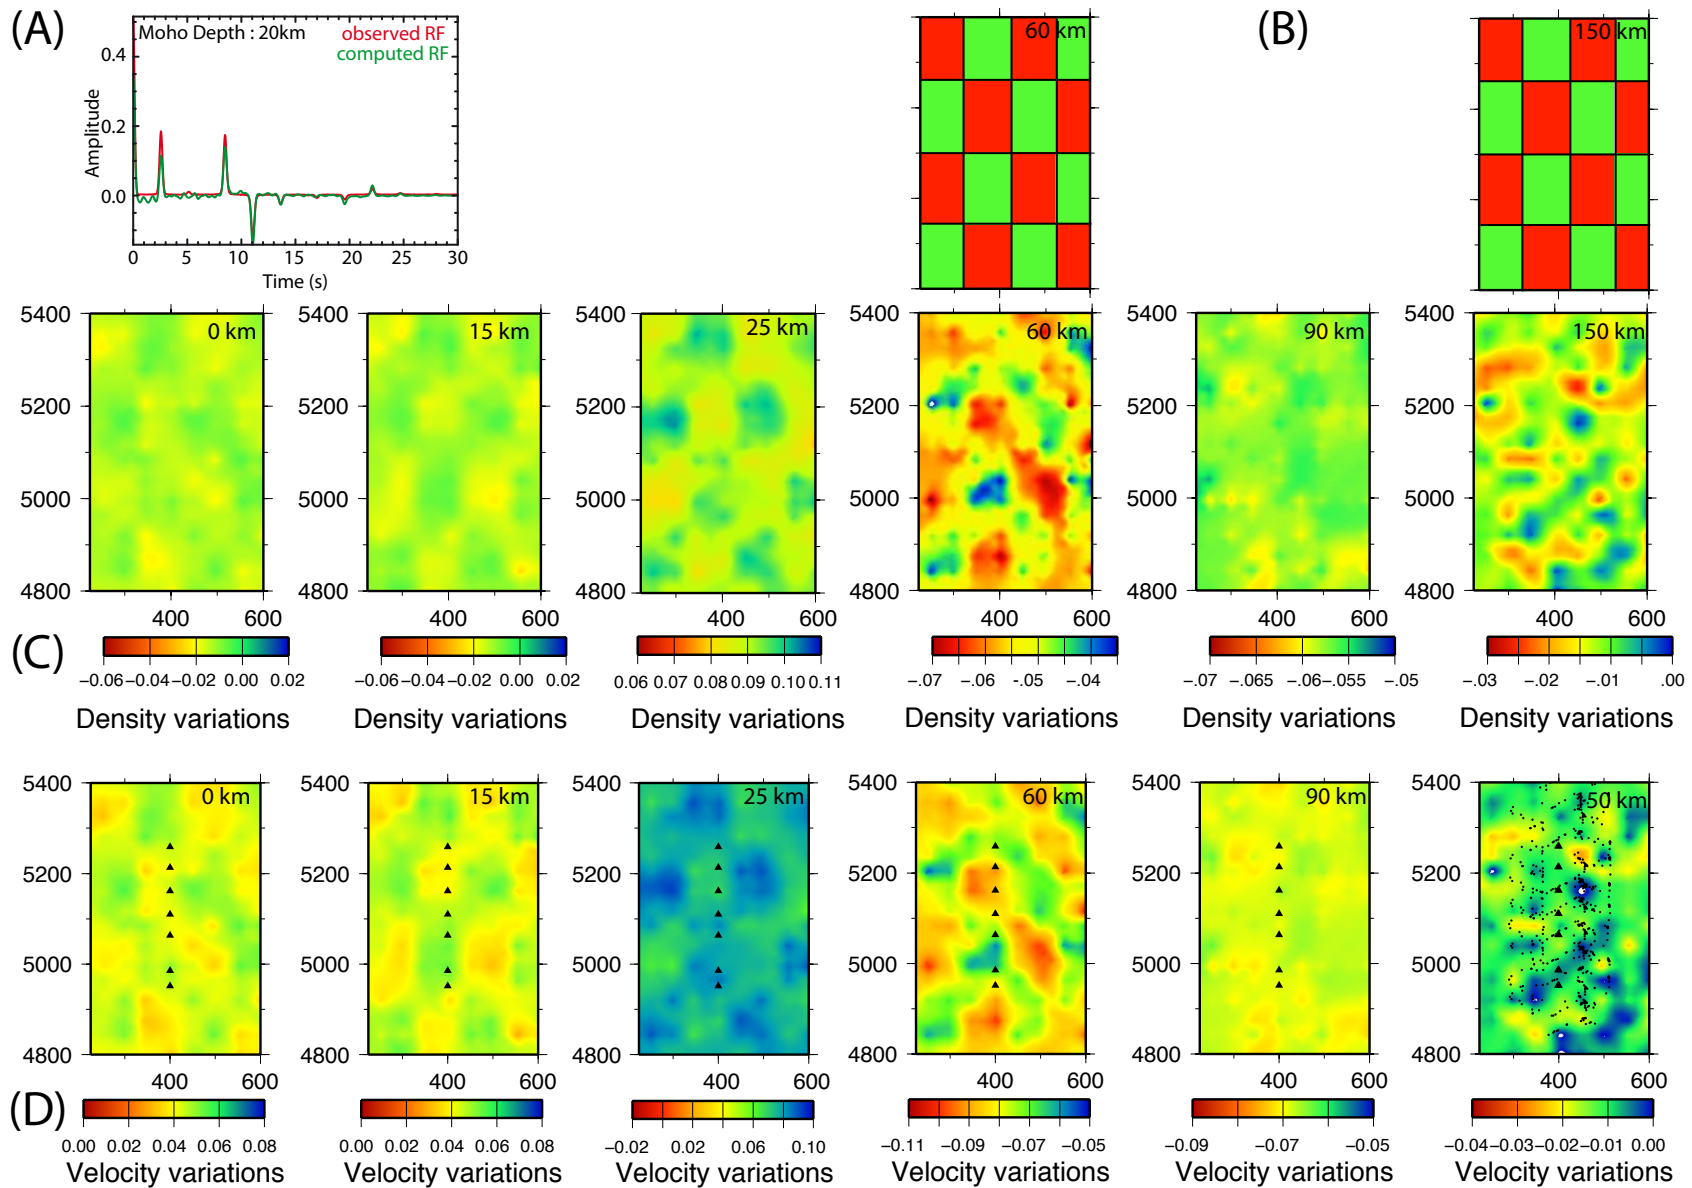 (A)
Moho Depth : 20km
observed RF
computed RF
Amplitude
0.4
0.2
0.0
0 5 10 15 20 25 30
Time (s)
60 km
(B)
150 km
5400
5200
5000
4800
0 km
400 600
15 km
400 600
5400
5200
5000
4800
25 km
400 600
5400
5200
5000
4800
60 km
400 600
5400
5200
5000
4800
90 km
400 600
5400
5200
5000
4800
150 km
400 600
5400
5200
5000
4800
(C)
−0.06 −0.04 −0.02 0.00 0.02
Density variations
−0.06 −0.04 −0.02 0.00 0.02
Density variations
0.06 0.07 0.08 0.09 0.10 0.11
Density variations
−.07 −.06 -.05 −.04
Density variations
−.07 −.065 −.06 −.055 −.05
Density variations
−.03 −.02 −.01 .00
Density variations
5400
5200
5000
4800
0 km
400 600
5400
5200
5000
4800
15 km
400 600
5400
5200
5000
4800
25 km
400 600
5400
5200
5000
4800
60 km
400 600
5400
5200
5000
4800
90 km
400 600
5400
5200
5000
4800
150 km
400 600
(D)
0.00 0.02 0.04 0.06 0.08
Velocity variations
0.00 0.02 0.04 0.06 0.08
Velocity variations
−0.02 0.02 0.06 0.10
Velocity variations
−0.11 −0.09 −0.07 −0.05
Velocity variations
−0.09 −0.07 −0.05
Velocity variations
−0.04 −0.03 −0.02 −0.01 0.00
Velocity variations